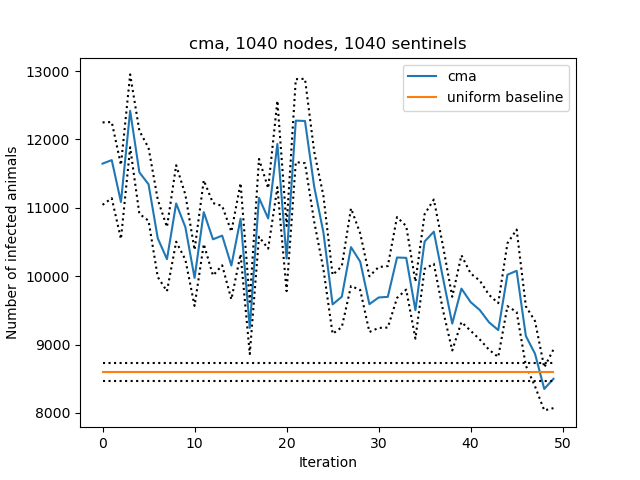 cma, 1040 nodes, 1040 sentinels
cma
uniform baseline
Number of infected animals
13000
12000
11000
10000
9000
8000
0 10 20 30 40 50
Iteration